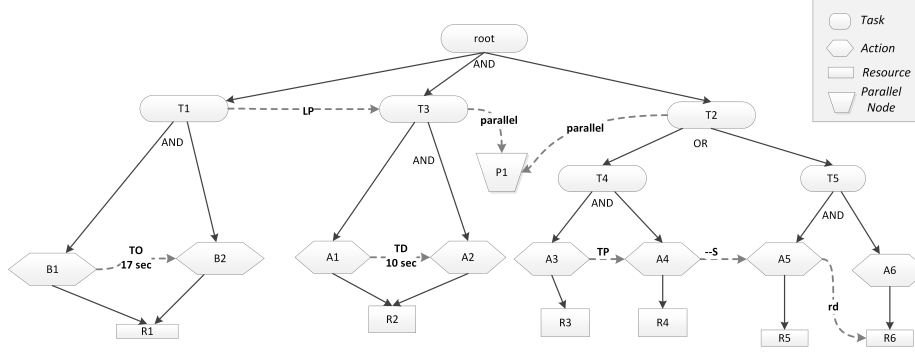 root
AND
Task
Action
Resource
Parallel
Node
T1
LP
T3
parallel
parallel
T2
AND
AND
P1
OR
T4
T5
AND
AND
B1
TO
17 sec
B2
A1
TD
10 sec
A2
A3
TP
A4
--S
A5
A6
rd
R1
R2
R3
R4
R5
R6